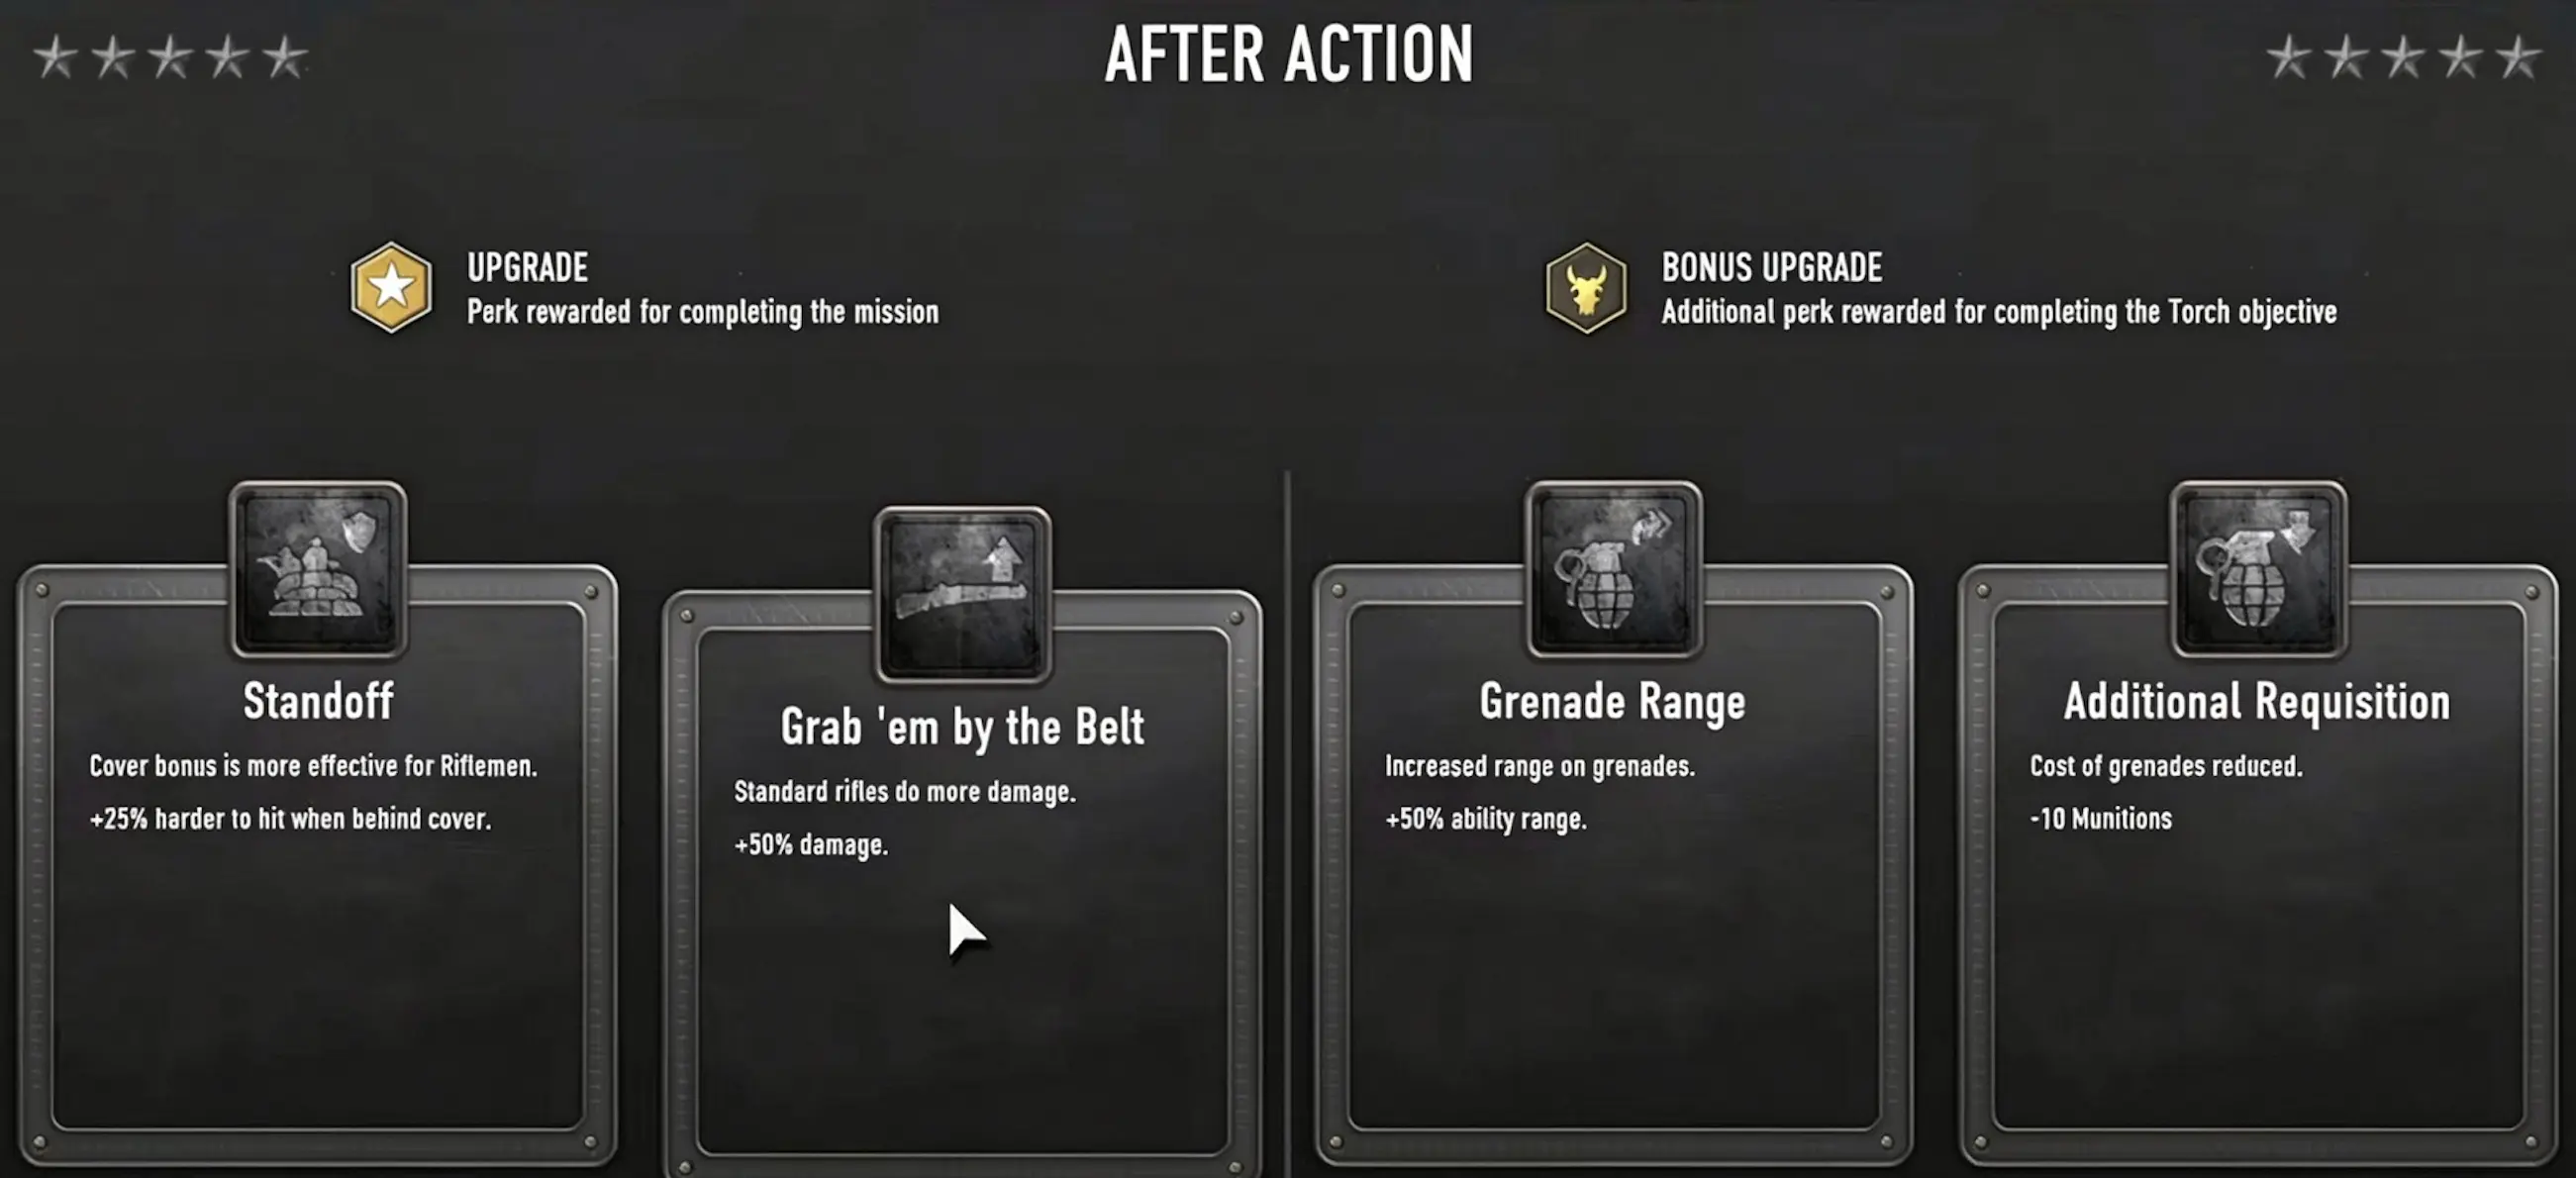 AFTER ACTION
UPGRADE
Perk rewarded for completing the mission
BONUS UPGRADE
Additional perk rewarded for completing the Torch objective
Standoff
Cover bonus is more effective for Riflemen.
+25% harder to hit when behind cover.
Grab 'em by the Belt
Standard rifles do more damage.
+50% damage.
Grenade Range
Increased range on grenades.
+50% ability range.
Additional Requisition
Cost of grenades reduced.
-10 Munitions